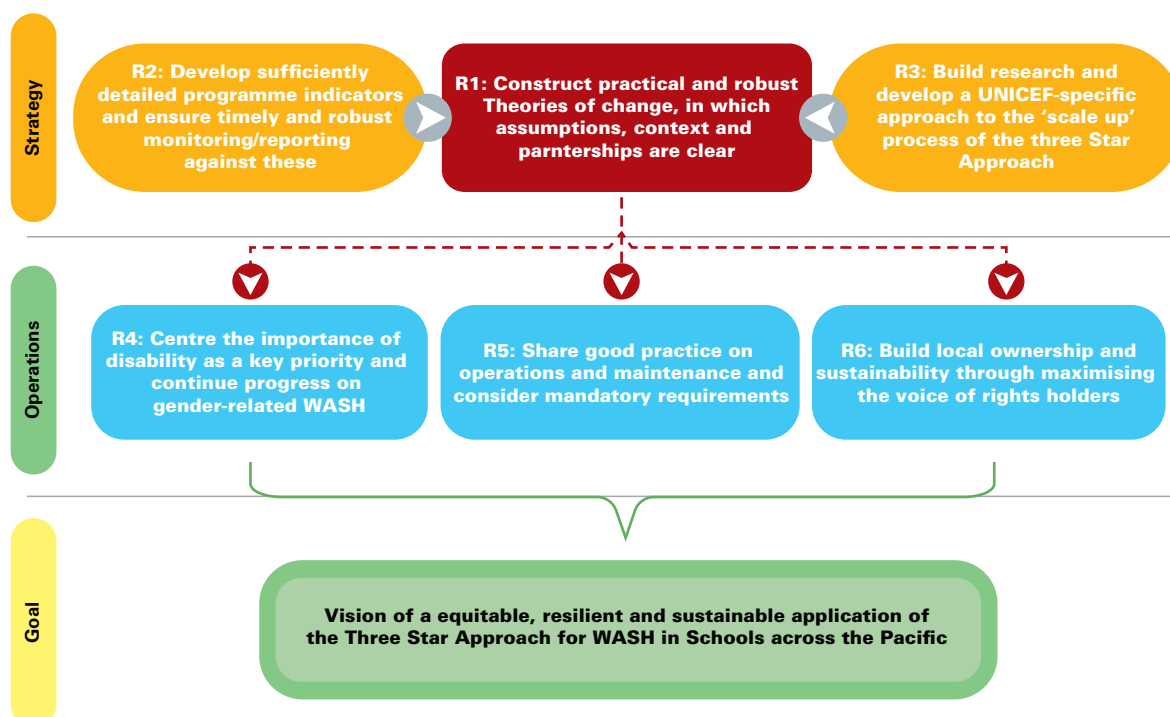 Strategy
R2: Develop sufficiently
detailed programme indicators
and ensure timely and robust
monitoring/reporting
against these
R1: Construct practical and robust
Theories of change, in which
assumptions, context and
parnterships are clear
R3: Build research and
develop a UNICEF-specific
approach to the ‘scale up’
process of the three Star
Approach
Operations
R4: Centre the importance of
disability as a key priority and
continue progress on
gender-related WASH
R5: Share good practice on
operations and maintenance and
consider mandatory requirements
R6: Build local ownership and
sustainability through maximising
the voice of rights holders
Goal
Vision of a equitable, resilient and sustainable application of
the Three Star Approach for WASH in Schools across the Pacific